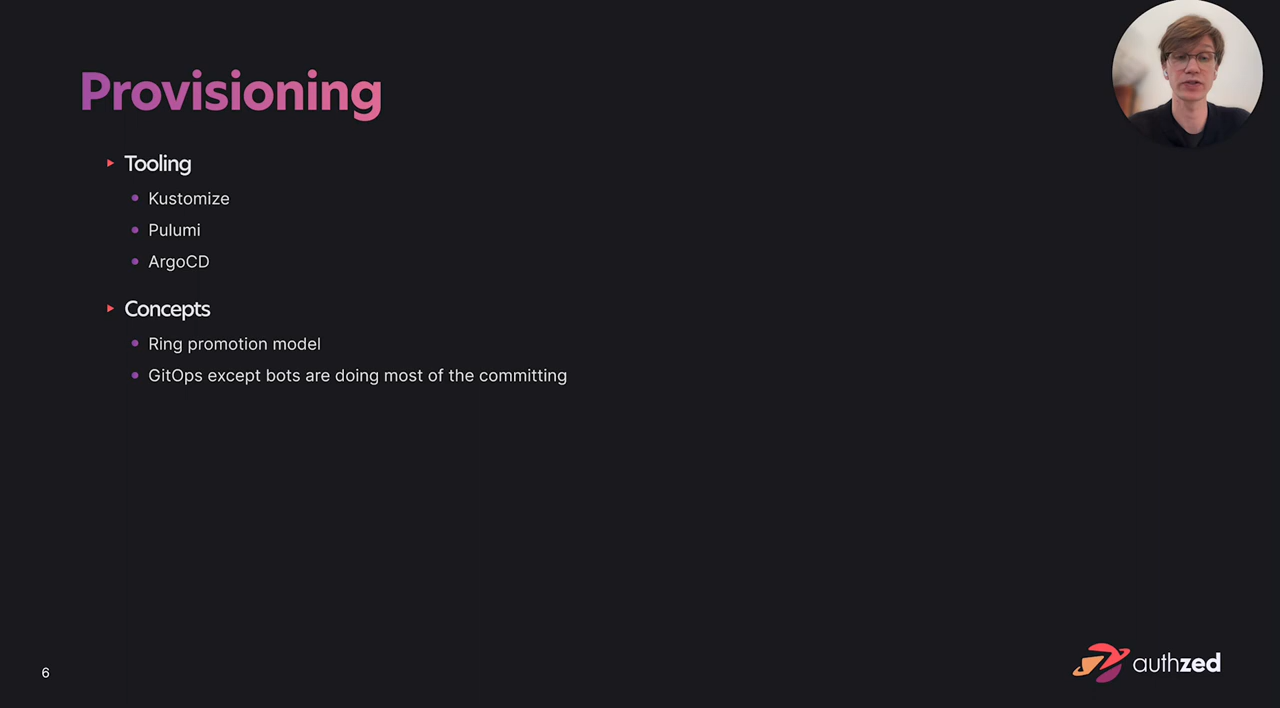 Provisioning
Tooling
Kustomize
Pulumi
ArgoCD
Concepts
Ring promotion model
GitOps except bots are doing most of the committing
6
authzed